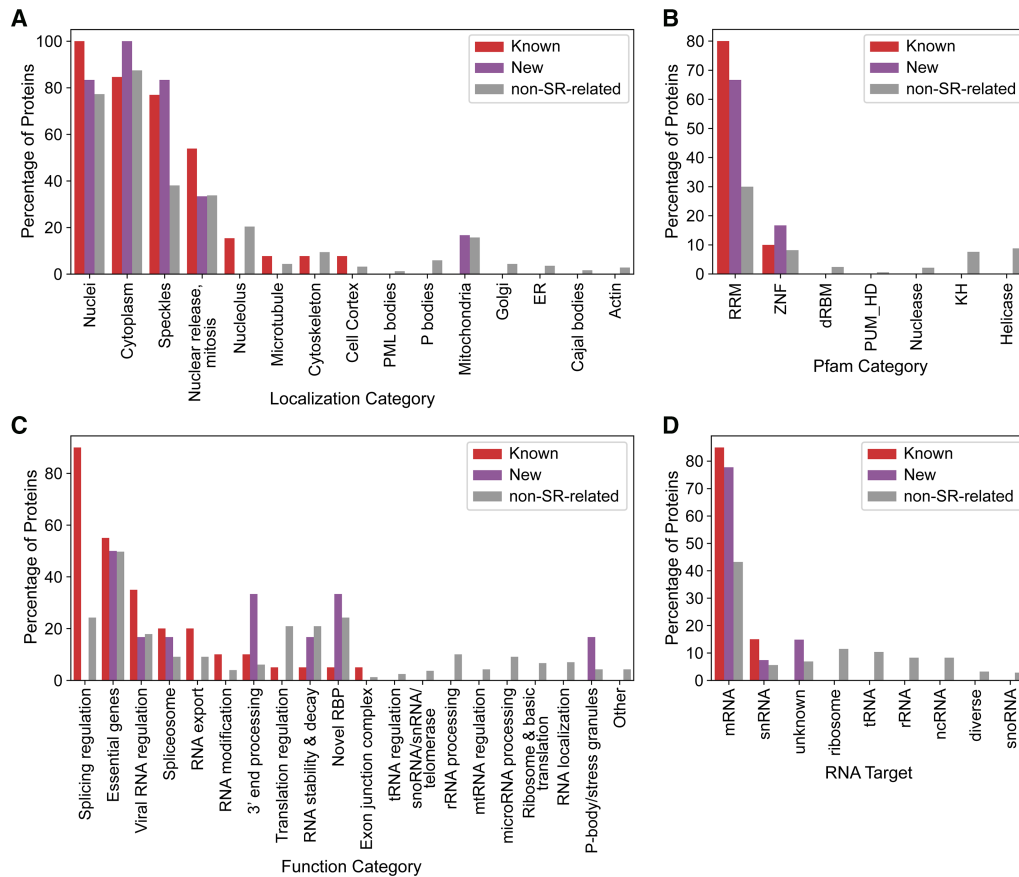 A
Percentage of Proteins
100
80
60
40
20
0
Known
New
non-SR-related
Nuclei
Cytoplasm
Speckles
Nuclear release,
mitosis
Nucleolus
Microtubule
Cytoskeleton
Cell Cortex
PML bodies
P bodies
Mitochondria
Golgi
ER
Cajal bodies
Actin
Localization Category
B
Percentage of Proteins
80
70
60
50
40
30
20
10
0
Known
New
non-SR-related
RRM
ZNF
dRBM
PUM_HD
Nuclease
KH
Helicase
Pfam Category
C
Percentage of Proteins
80
60
40
20
0
Known
New
non-SR-related
Splicing regulation
Essential genes
Viral RNA regulation
Spliceosome
RNA export
RNA modification
3' end processing
Translation regulation
RNA stability & decay
Novel RBP
Exon junction complex
tRNA regulation
snoRNA/snRNA/
telomerase
rRNA processing
mtRNA regulation
microRNA processing
Ribosome & basic
translation
RNA localization
P-body/stress granules
Other
Function Category
D
Percentage of Proteins
80
70
60
50
40
30
20
10
0
Known
New
non-SR-related
mRNA
snRNA
unknown
ribosome
tRNA
rRNA
ncRNA
diverse
snoRNA
RNA Target